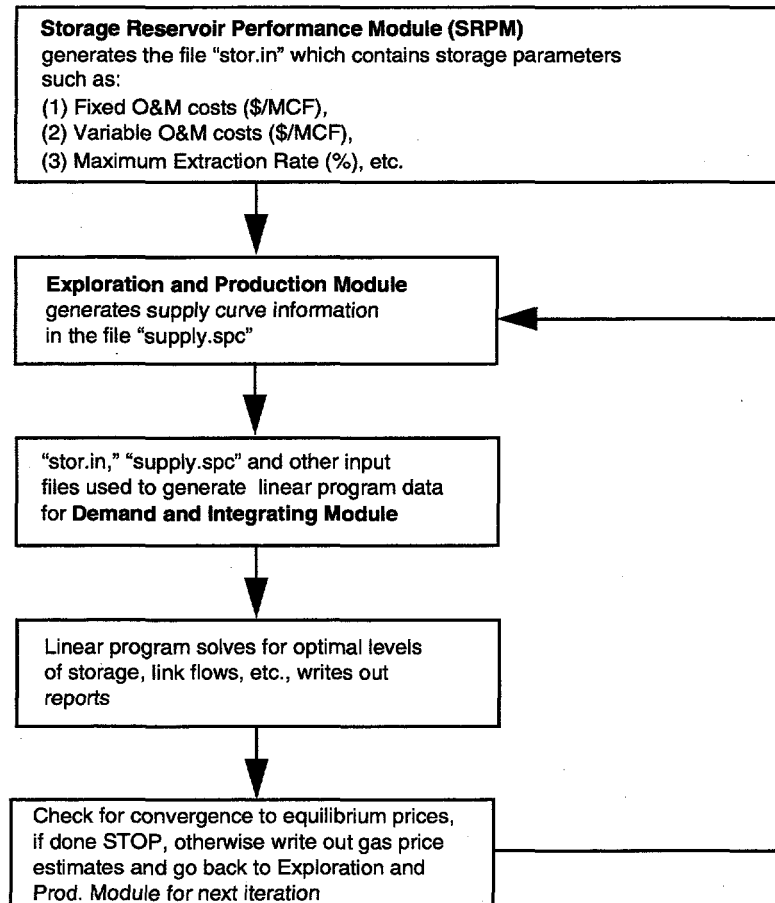 Storage Reservoir Performance Module (SRPM)
generates the file "stor.in" which contains storage parameters
such as:
(1) Fixed O&M costs ($/MCF),
(2) Variable O&M costs ($/MCF),
(3) Maximum Extraction Rate (%), etc.
Exploration and Production Module
generates supply curve information
in the file "supply.spc"
"stor.in," "supply.spc" and other input
files used to generate linear program data
for Demand and Integrating Module
Linear program solves for optimal levels
of storage, link flows, etc., writes out
reports
Check for convergence to equilibrium prices,
if done STOP, otherwise write out gas price
estimates and go back to Exploration and
Prod. Module for next iteration